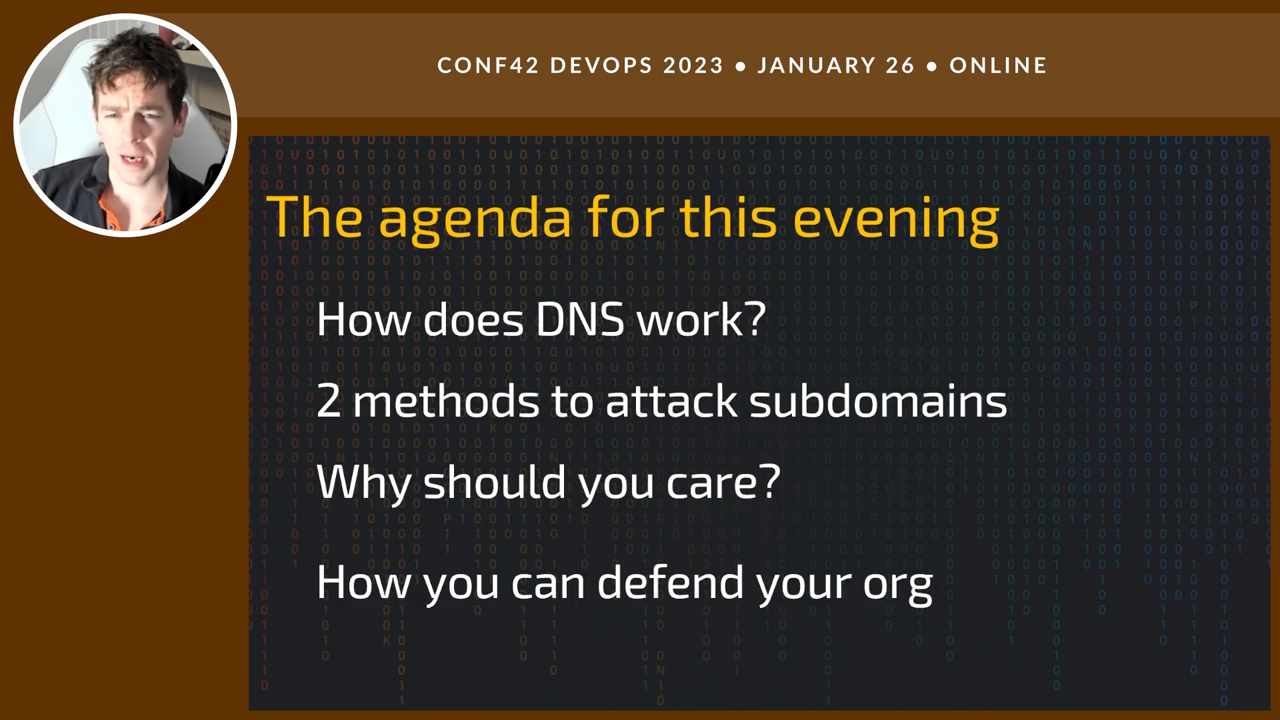 CONF42 DEVOPS 2023 ● JANUARY 26 ● ONLINE
The agenda for this evening
How does DNS work?
2 methods to attack subdomains
Why should you care?
How you can defend your org